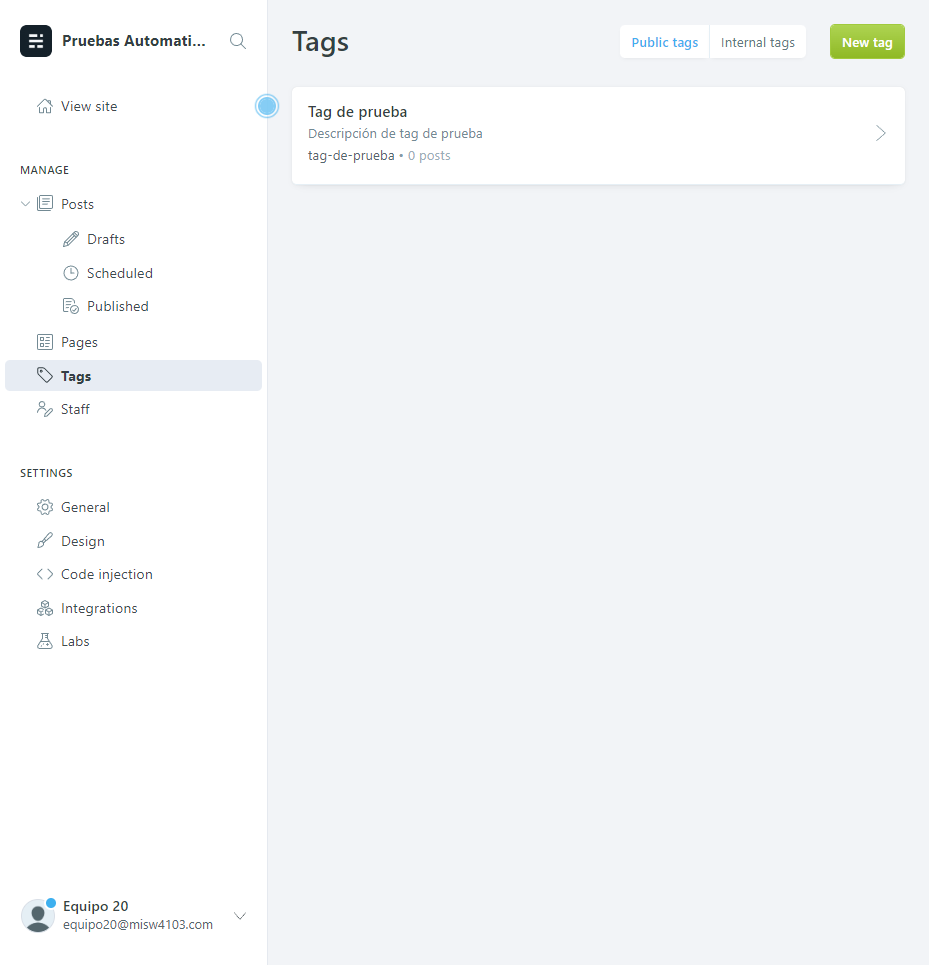 Pruebas Automati...
View site
MANAGE
Posts
Drafts
Scheduled
Published
Pages
Tags
Staff
SETTINGS
General
Design
Code injection
Integrations
Labs
Equipo 20
equipo20@misw4103.com
Tags
Public tags
Internal tags
New tag
Tag de prueba
Descripción de tag de prueba
tag-de-prueba • 0 posts